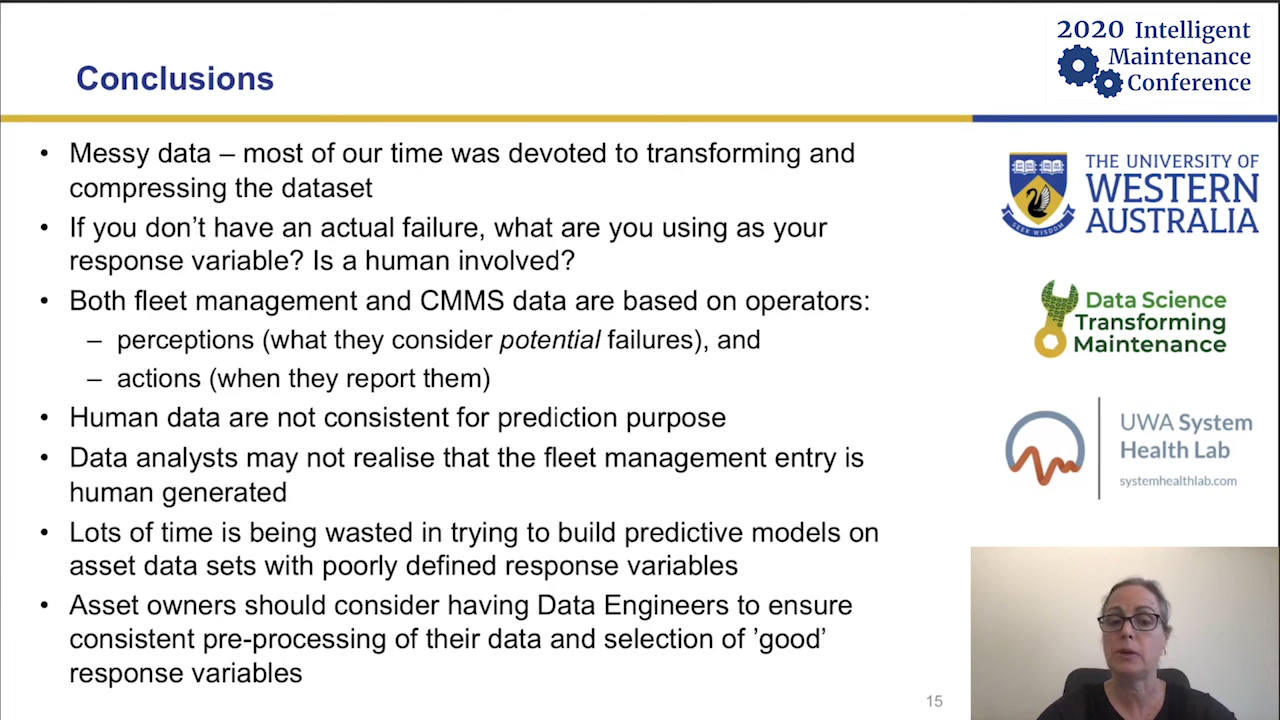 2020 Intelligent
Maintenance
Conference
Conclusions
• Messy data – most of our time was devoted to transforming and
compressing the dataset
• If you don’t have an actual failure, what are you using as your
response variable? Is a human involved?
• Both fleet management and CMMS data are based on operators:
– perceptions (what they consider potential failures), and
– actions (when they report them)
• Human data are not consistent for prediction purpose
• Data analysts may not realise that the fleet management entry is
human generated
• Lots of time is being wasted in trying to build predictive models on
asset data sets with poorly defined response variables
• Asset owners should consider having Data Engineers to ensure
consistent pre-processing of their data and selection of ’good’
response variables
THE UNIVERSITY OF
WESTERN
AUSTRALIA
SEEK WISDOM
Data Science
Transforming
Maintenance
UWA System
Health Lab
systemhealthlab.com
15